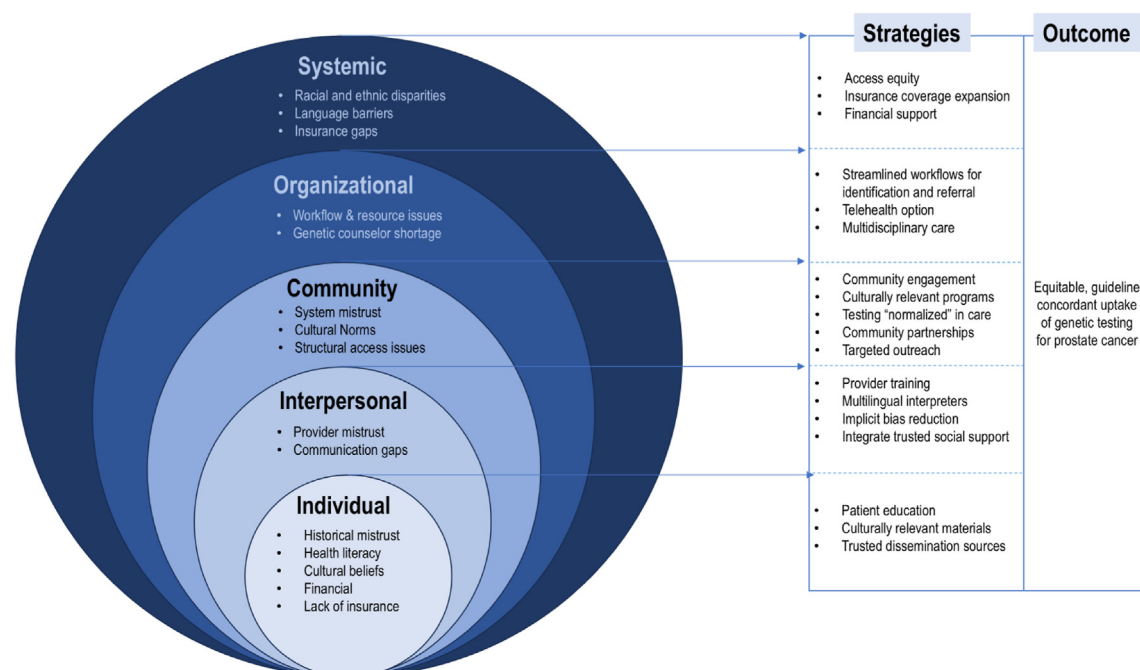 Systemic
• Racial and ethnic disparities
• Language barriers
• Insurance gaps
Organizational
• Workflow & resource issues
• Genetic counselor shortage
Community
• System mistrust
• Cultural Norms
• Structural access issues
Interpersonal
• Provider mistrust
• Communication gaps
Individual
• Historical mistrust
• Health literacy
• Cultural beliefs
• Financial
• Lack of insurance
Strategies
• Access equity
• Insurance coverage expansion
• Financial support
• Streamlined workflows for
identification and referral
• Telehealth option
• Multidisciplinary care
• Community engagement
• Culturally relevant programs
• Testing “normalized” in care
• Community partnerships
• Targeted outreach
• Provider training
• Multilingual interpreters
• Implicit bias reduction
• Integrate trusted social support
• Patient education
• Culturally relevant materials
• Trusted dissemination sources
Outcome
Equitable, guideline
concordant uptake
of genetic testing
for prostate cancer